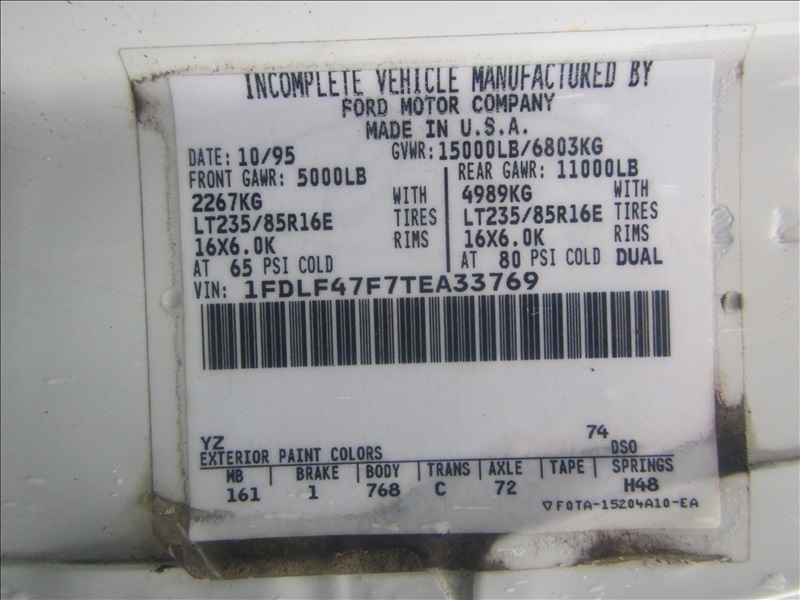 INCOMPLETE VEHICLE MANUFACTURED BY
FORD MOTOR COMPANY
MADE IN U.S.A.
DATE: 10/95 GVWR: 15000LB/6803KG
FRONT GAWR: 5000LB REAR GAWR: 11000LB
2267KG WITH 4989KG WITH
LT235/85R16E TIRES LT235/85R16E TIRES
16X6.0K RIMS 16X6.0K RIMS
AT 65 PSI COLD AT 80 PSI COLD DUAL
VIN: 1FDLF47F7TEA33769
YZ 74
EXTERIOR PAINT COLORS DSO
MB BRAKE BODY TRANS AXLE TAPE SPRINGS
161 1 768 C 72 H48
▽F0TA-15204A10-EA